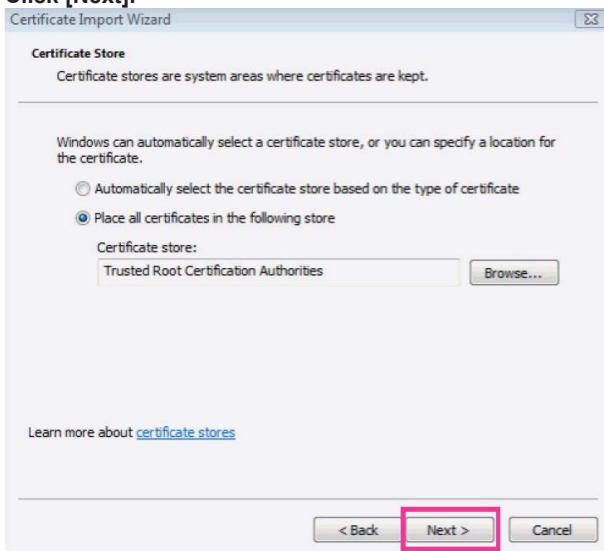 Click [Next].
Certificate Import Wizard
Certificate Store
Certificate stores are system areas where certificates are kept.
Windows can automatically select a certificate store, or you can specify a location for
the certificate.
Automatically select the certificate store based on the type of certificate
Place all certificates in the following store
Certificate store:
Trusted Root Certification Authorities
Browse...
Learn more about certificate stores
< Back
Next >
Cancel